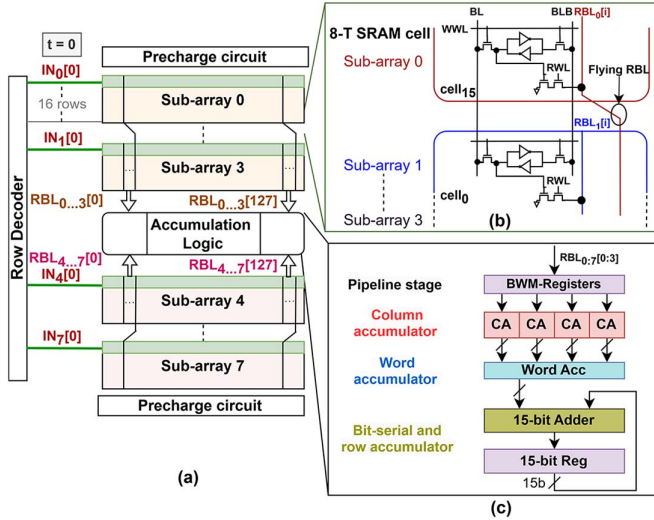 t = 0
Precharge circuit
IN0[0]
Sub-array 0
16 rows
IN1[0]
Sub-array 3
...
...
RBL0...3[0]
RBL0...3[127]
Row Decoder
Accumulation
Logic
RBL4...7[0]
RBL4...7[127]
IN4[0]
...
...
Sub-array 4
IN7[0]
Sub-array 7
Precharge circuit
(a)
BL
BLB
RBL0[i]
8-T SRAM cell
WWL
Sub-array 0
RWL
Flying RBL
cell15
RBL1[i]
Sub-array 1
RWL
cell0
Sub-array 3
(b)
RBL0:7[0:3]
Pipeline stage
BWM-Registers
Column
accumulator
CA CA CA CA
Word
accumulator
Word Acc
Bit-serial and
row accumulator
15-bit Adder
15-bit Reg
15b
(c)